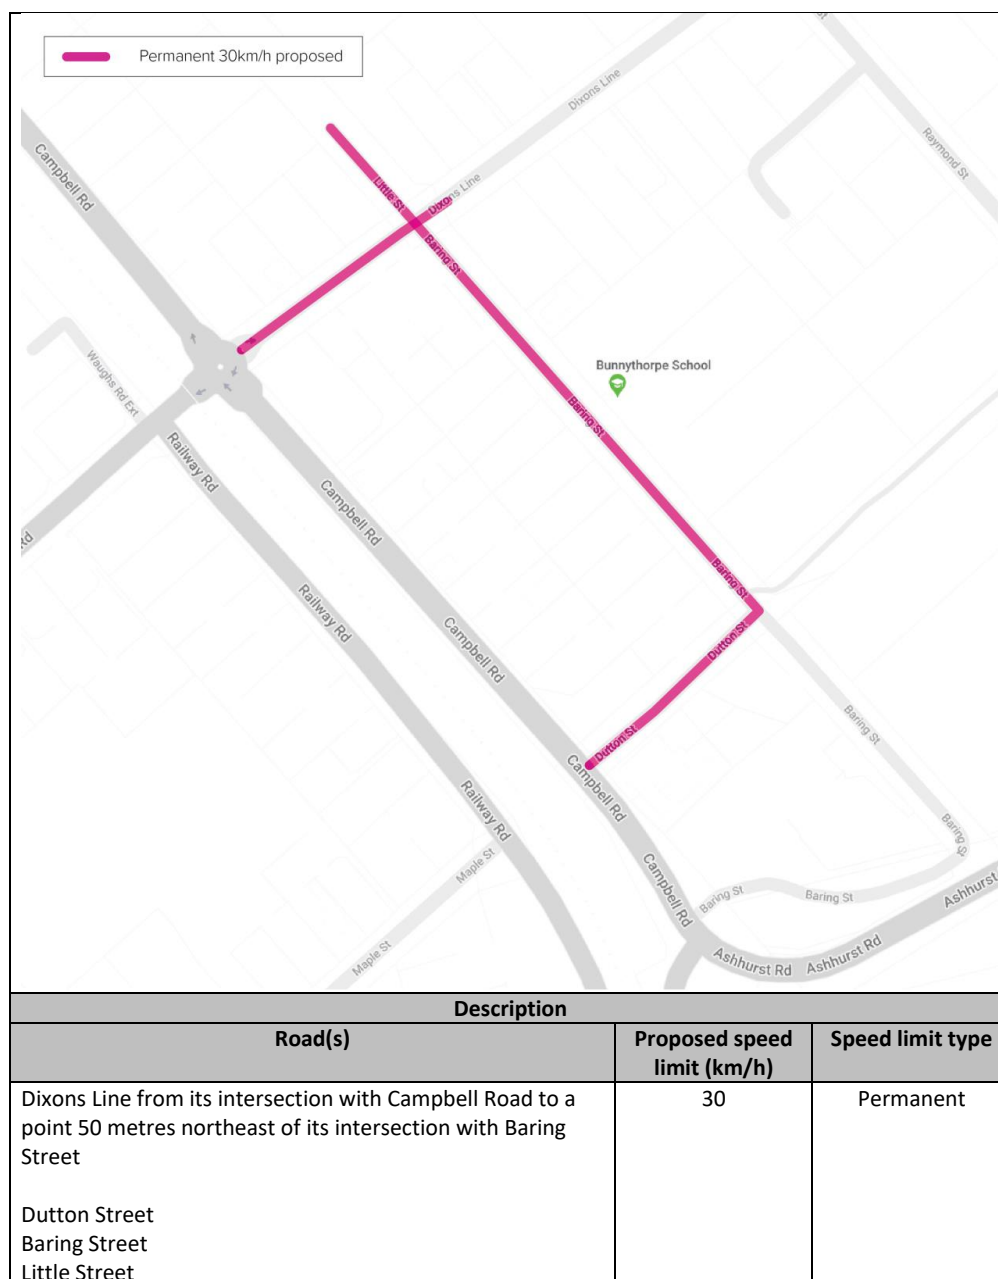 Permanent 30km/h proposed
Dixons Line
Raymond St
Campbell Rd
Little St
Dixons Line
Baring St
Waughs Rd Ext
Bunnythorpe School
Baring St
Railway Rd
Campbell Rd
Rd
Baring St
Railway Rd
Campbell Rd
Dutton St
Baring St
Dutton St
Campbell Rd
Railway Rd
Baring St
Maple St
Campbell Rd
Baring St
Baring St
Ashhurst
Maple St
Ashhurst Rd
Ashhurst Rd
Description
Road(s)
Proposed speed
limit (km/h)
Speed limit type
Dixons Line from its intersection with Campbell Road to a
point 50 metres northeast of its intersection with Baring
Street
30
Permanent
Dutton Street
Baring Street
Little Street